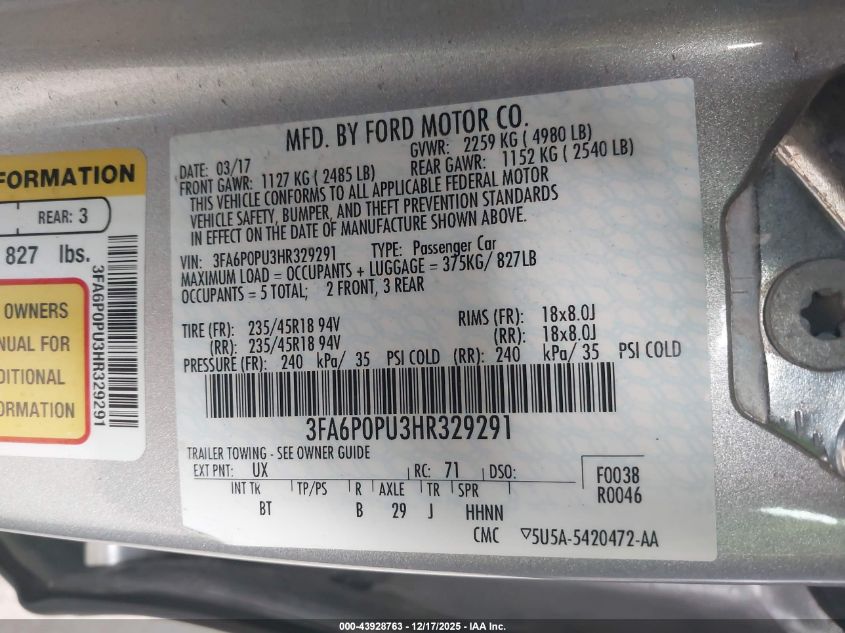 FORMATION
REAR: 3
827 lbs.
OWNERS
NUAL FOR
DITIONAL
ORMATION
3FA6P0PU3HR329291
MFD. BY FORD MOTOR CO.
DATE: 03/17 GVWR: 2259 KG ( 4980 LB)
FRONT GAWR: 1127 KG ( 2485 LB) REAR GAWR: 1152 KG ( 2540 LB)
THIS VEHICLE CONFORMS TO ALL APPLICABLE FEDERAL MOTOR
VEHICLE SAFETY, BUMPER, AND THEFT PREVENTION STANDARDS
IN EFFECT ON THE DATE OF MANUFACTURE SHOWN ABOVE.
VIN: 3FA6P0PU3HR329291 TYPE: Passenger Car
MAXIMUM LOAD = OCCUPANTS + LUGGAGE = 375KG/ 827LB
OCCUPANTS = 5 TOTAL; 2 FRONT, 3 REAR
TIRE (FR): 235/45R18 94V RIMS (FR): 18x8.0J
(RR): 235/45R18 94V (RR): 18x8.0J
PRESSURE (FR): 240 kPa/ 35 PSI COLD (RR): 240 kPa/ 35 PSI COLD
3FA6P0PU3HR329291
TRAILER TOWING - SEE OWNER GUIDE
EXT PNT: UX RC: 71 DSO: F0038
R0046
INT TR TP/PS R AXLE TR SPR
BT B 29 J HHNN
CMC ▽5U5A-5420472-AA
000-43928763 - 12/17/2025 - IAA Inc.